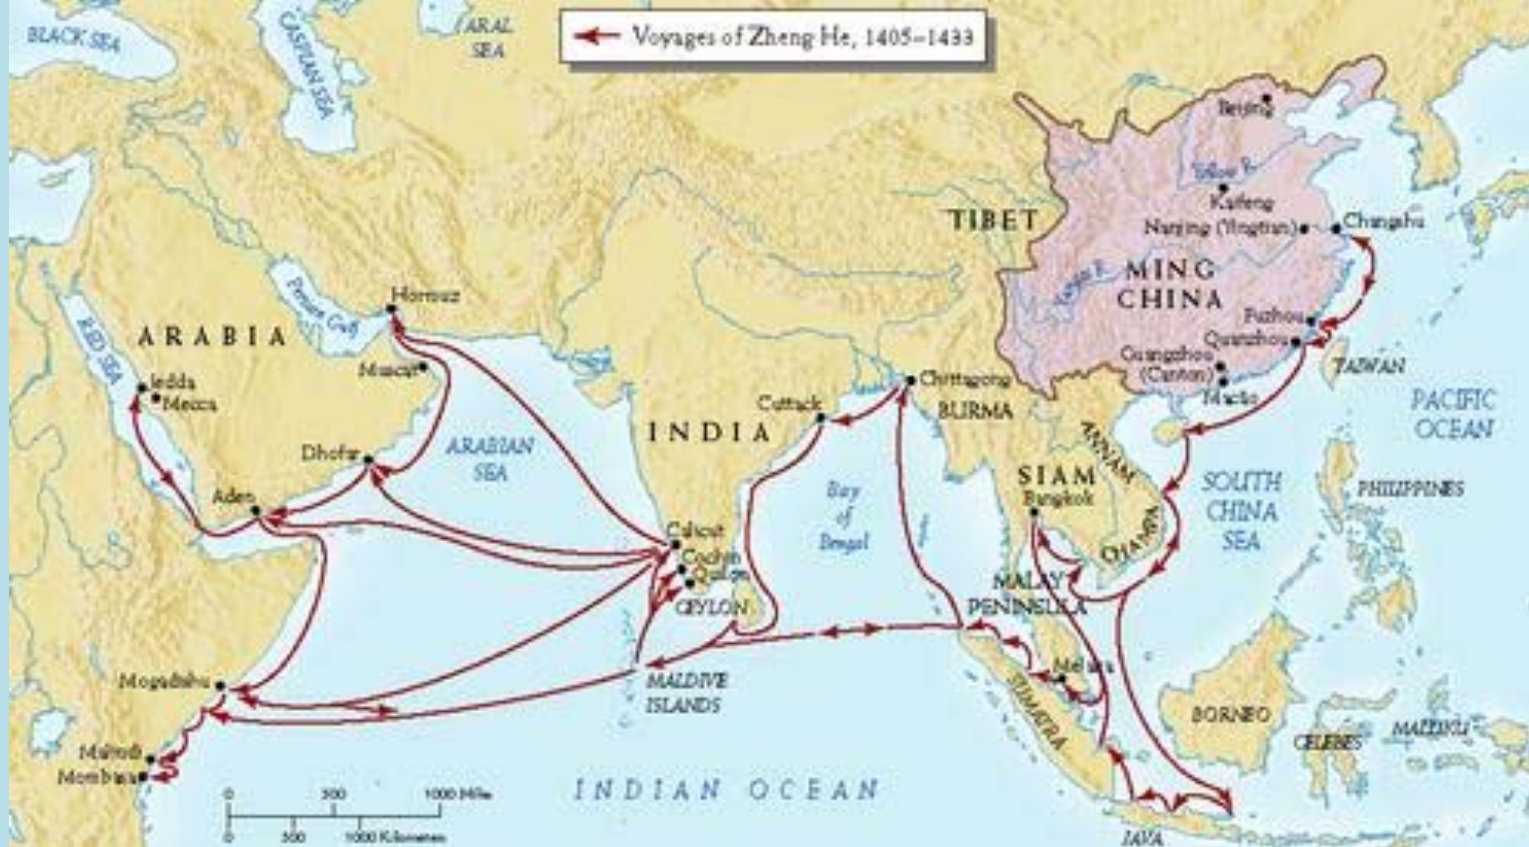 Voyages of Zheng He, 1405–1433
BLACK SEA
CASPIAN SEA
ARAL
SEA
Beijing
Yellow R.
Kaifeng
Nanjing (Yingtian)
Changshu
TIBET
MING
CHINA
Yangzi R.
Fuzhou
Quanzhou
Guangzhou
(Canton)
Macao
TAIWAN
PACIFIC
OCEAN
Hormuz
Persian Gulf
ARABIA
RED SEA
Muscat
Jedda
Mecca
Dhofar
Aden
ARABIAN
SEA
INDIA
Cuttack
Chittagong
BURMA
ANNAM
SIAM
Bangkok
CHAMPA
SOUTH
CHINA
SEA
PHILIPPINES
Bay
of
Bengal
Calicut
Cochin
Quilon
CEYLON
MALAY
PENINSULA
Mogadishu
MALDIVE
ISLANDS
Melaka
SUMATRA
BORNEO
CELEBES
MALUKU
Malindi
Mombasa
INDIAN OCEAN
JAVA
0 500 1000 Miles
0 500 1000 Kilometers